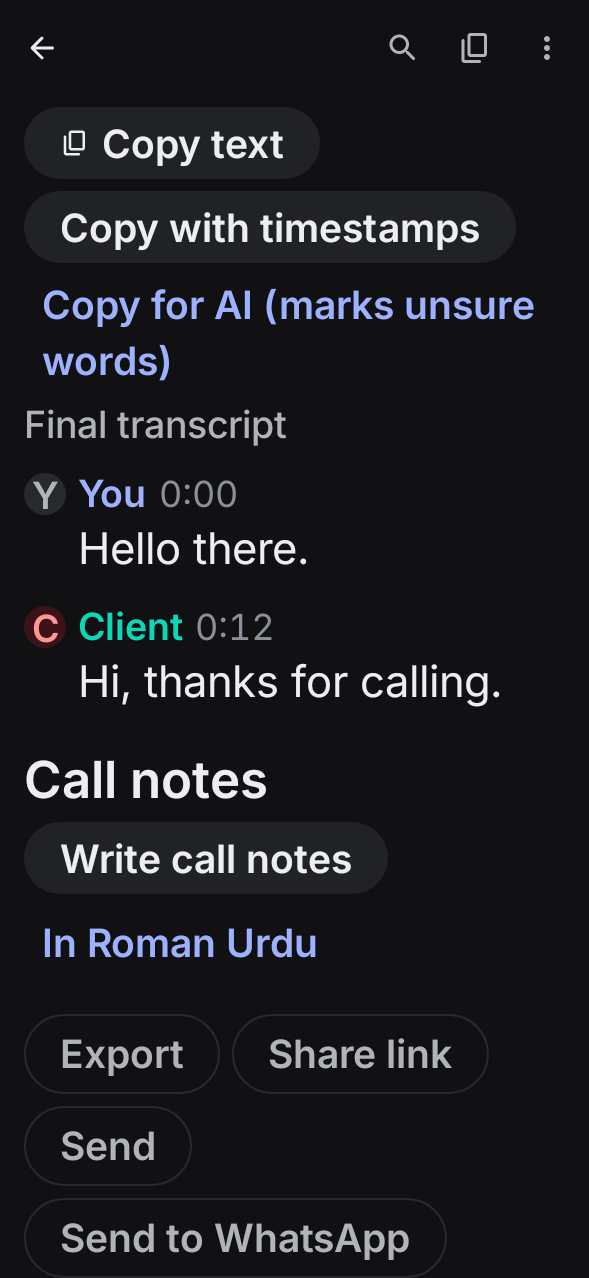 Copy text
Copy with timestamps
Copy for AI (marks unsure
words)
Final transcript
Y You 0:00
Hello there.
C Client 0:12
Hi, thanks for calling.
Call notes
Write call notes
In Roman Urdu
Export Share link
Send
Send to WhatsApp